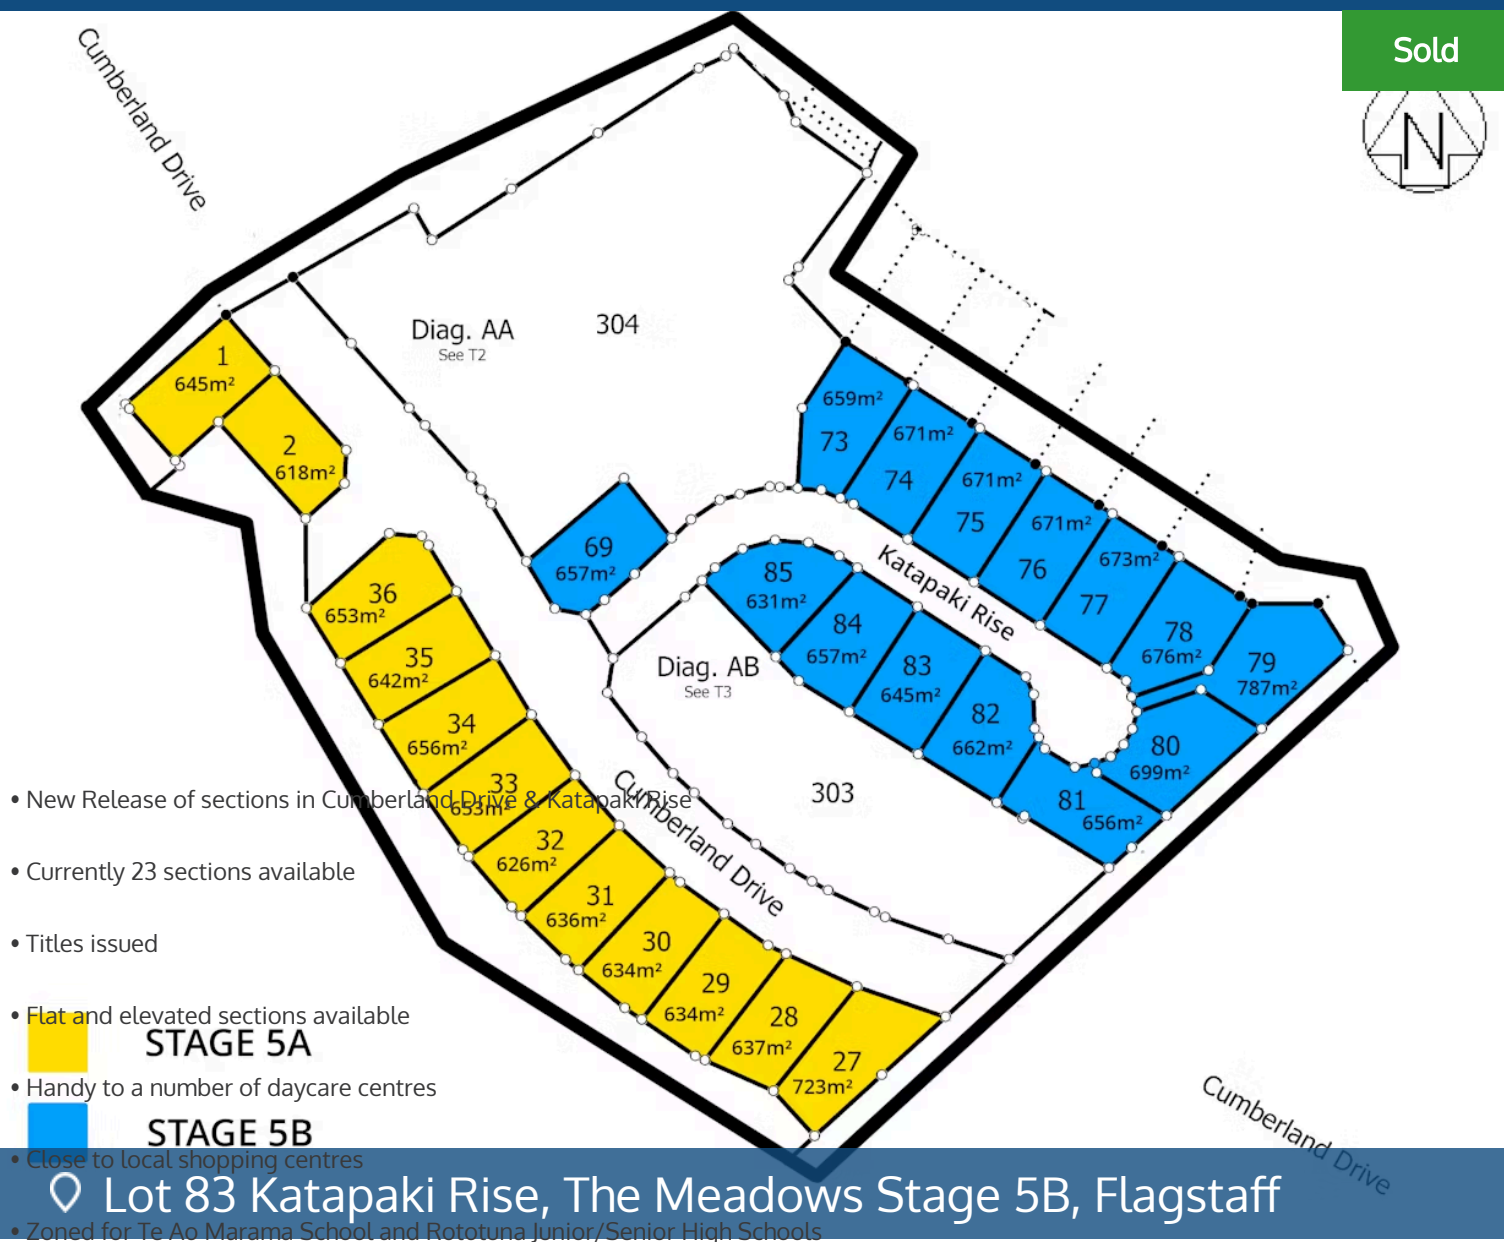 Cumberland Drive
Sold
N
Diag. AA
See T2
304
1
645m²
2
618m²
659m²
73
671m²
74
671m²
75
671m²
76
673m²
77
78
676m²
79
787m²
80
699m²
81
656m²
82
662m²
83
645m²
84
657m²
85
631m²
69
657m²
Katapaki Rise
Diag. AB
See T3
303
Cumberland Drive
36
653m²
35
642m²
34
656m²
33
653m²
32
626m²
31
636m²
30
634m²
29
634m²
28
637m²
27
723m²
• New Release of sections in Cumberland Drive & Katapaki Rise
• Currently 23 sections available
• Titles issued
• Flat and elevated sections available
STAGE 5A
• Handy to a number of daycare centres
STAGE 5B
• Close to local shopping centres
Cumberland Drive
Lot 83 Katapaki Rise, The Meadows Stage 5B, Flagstaff
• Zoned for Te Ao Marama School and Rototuna Junior/Senior High Schools